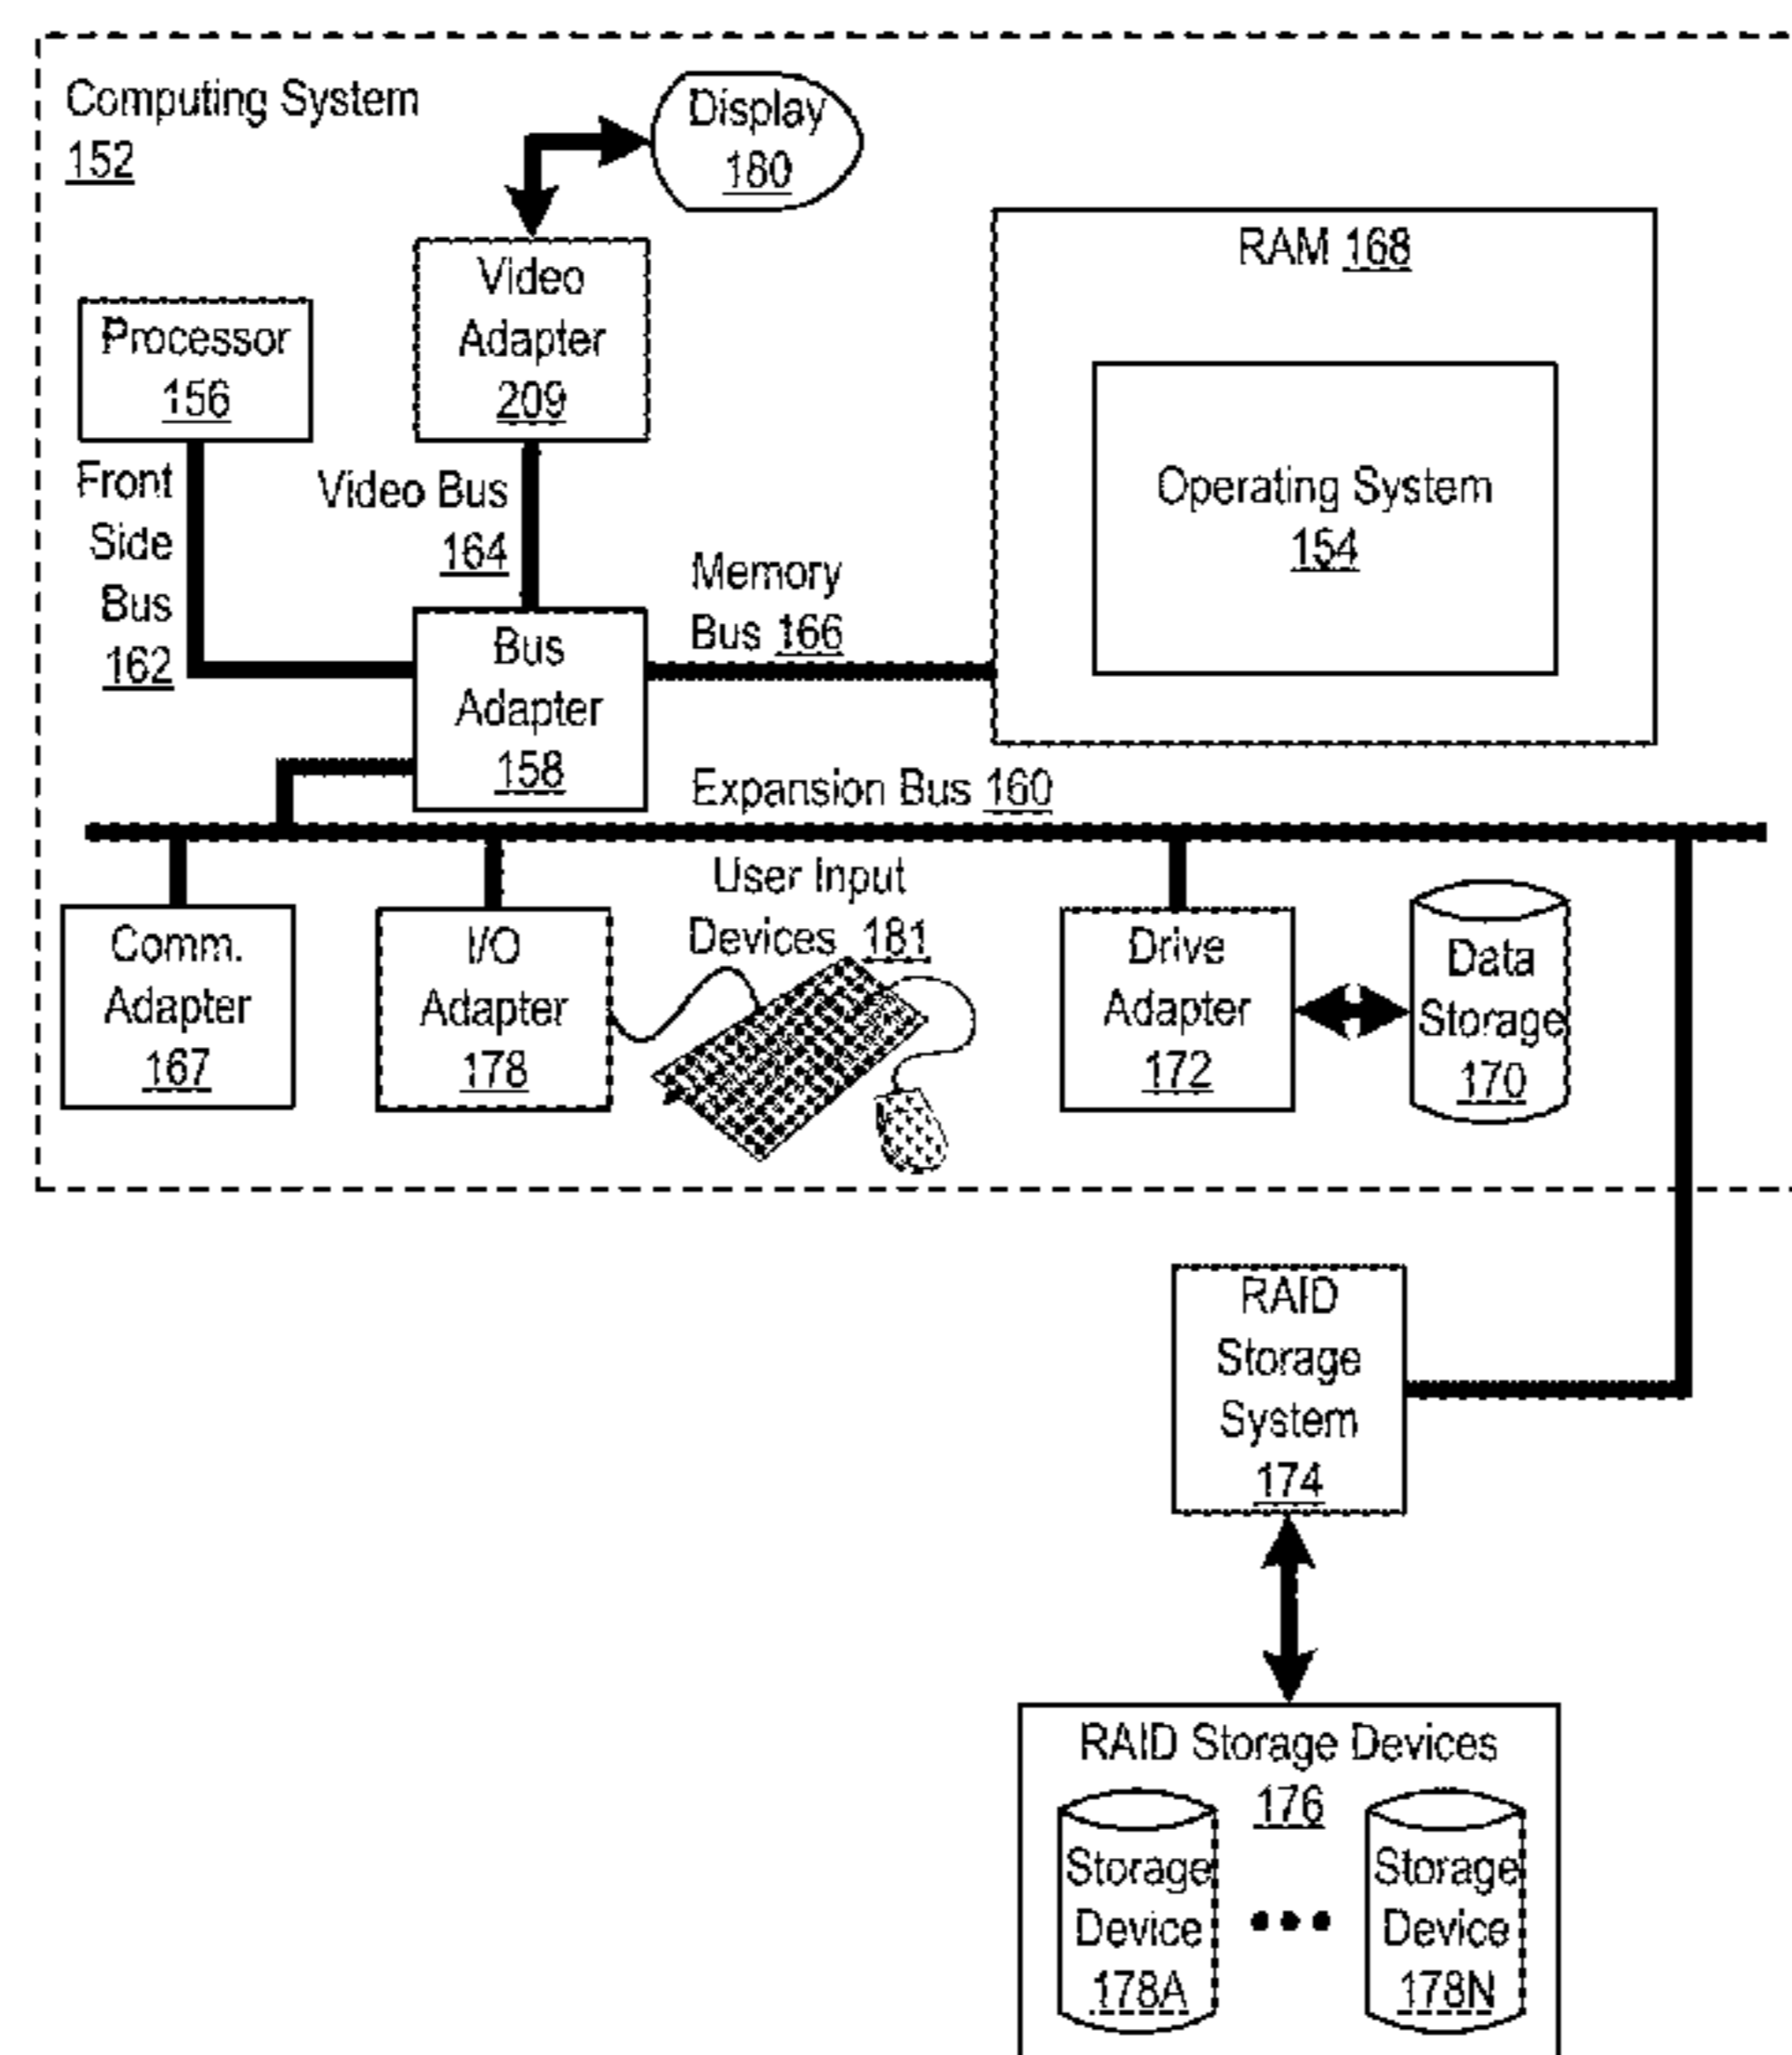 Computing System
152
Display
180
Video
Adapter
209
RAM 168
Processor
156
Operating System
154
Front
Side
Bus
162
Video Bus
164
Memory
Bus 166
Bus
Adapter
158
Expansion Bus 160
User Input
Devices 181
Comm.
Adapter
167
I/O
Adapter
178
Drive
Adapter
172
Data
Storage
170
RAID
Storage
System
174
RAID Storage Devices
176
Storage
Device
178A
Storage
Device
178N